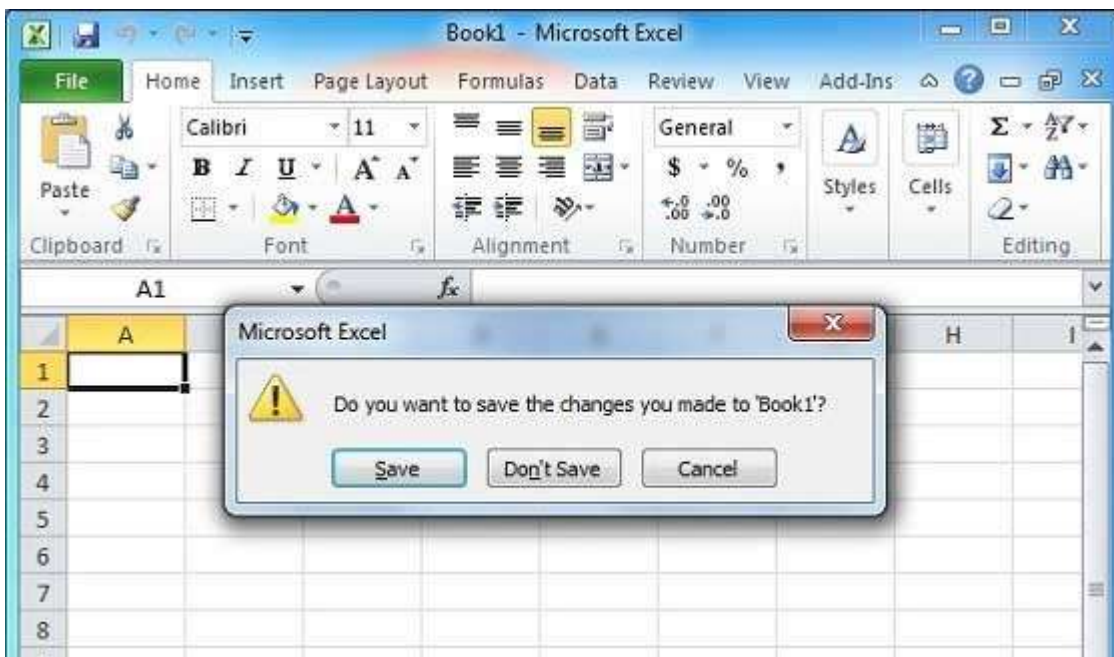 Book1 - Microsoft Excel
File Home Insert Page Layout Formulas Data Review View Add-Ins
Calibri 11 General
B I U A A $ % ,
Paste A .00 .0 Styles Cells
Clipboard Font Alignment Number Editing
A1 fx
Microsoft Excel
A H I
Do you want to save the changes you made to 'Book1'?
Save Don't Save Cancel
1
2
3
4
5
6
7
8